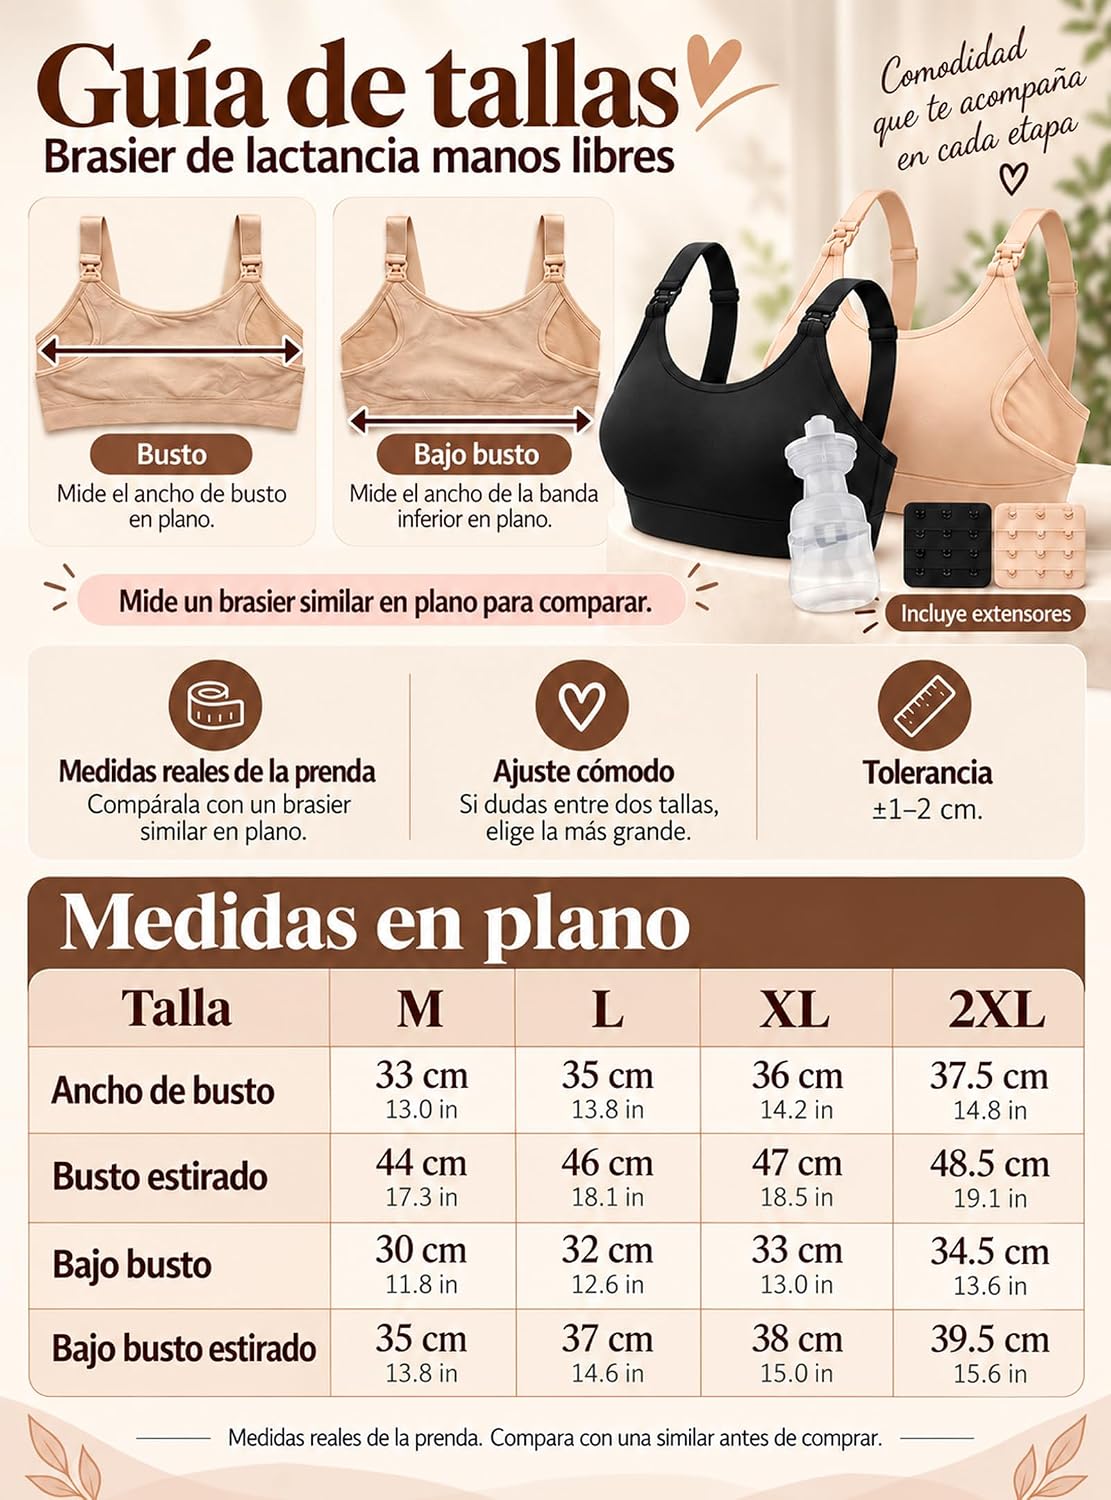 Guía de tallas
Brasier de lactancia manos libres
Comodidad
que te acompaña
en cada etapa
Busto
Mide el ancho de busto
en plano.
Bajo busto
Mide el ancho de la banda
inferior en plano.
Mide un brasier similar en plano para comparar.
Incluye extensores
Medidas reales de la prenda
Compárala con un brasier
similar en plano.
Ajuste cómodo
Si dudas entre dos tallas,
elige la más grande.
Tolerancia
±1–2 cm.
Medidas en plano
Talla M L XL 2XL
Ancho de busto 33 cm 35 cm 36 cm 37.5 cm
13.0 in 13.8 in 14.2 in 14.8 in
Busto estirado 44 cm 46 cm 47 cm 48.5 cm
17.3 in 18.1 in 18.5 in 19.1 in
Bajo busto 30 cm 32 cm 33 cm 34.5 cm
11.8 in 12.6 in 13.0 in 13.6 in
Bajo busto estirado 35 cm 37 cm 38 cm 39.5 cm
13.8 in 14.6 in 15.0 in 15.6 in
Medidas reales de la prenda. Compara con una similar antes de comprar.